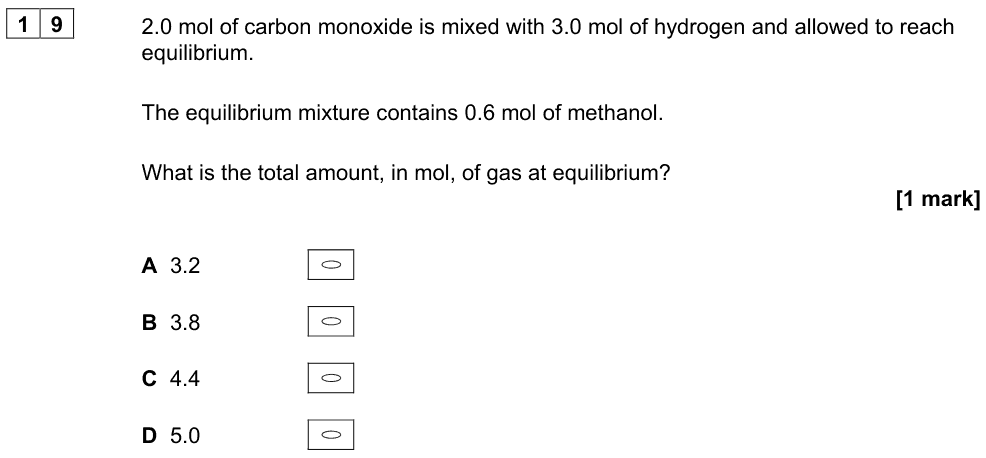 1 9 2.0 mol of carbon monoxide is mixed with 3.0 mol of hydrogen and allowed to reach
equilibrium.
The equilibrium mixture contains 0.6 mol of methanol.
What is the total amount, in mol, of gas at equilibrium?
[1 mark]
A 3.2
B 3.8
C 4.4
D 5.0